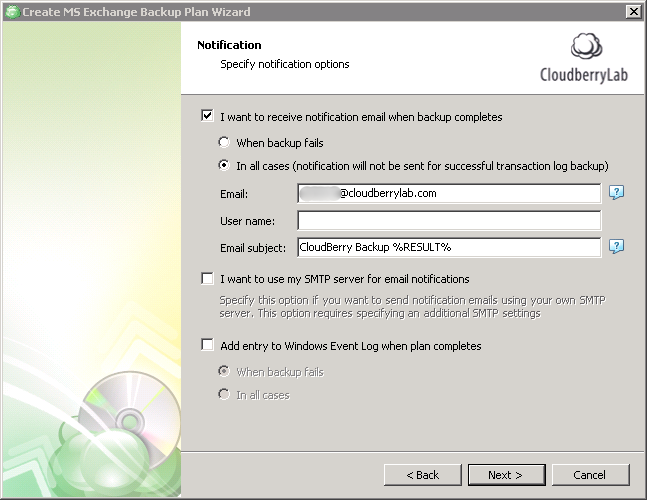 Create MS Exchange Backup Plan Wizard
Notification
Specify notification options
CloudberryLab
I want to receive notification email when backup completes
When backup fails
In all cases (notification will not be sent for successful transaction log backup)
Email: @cloudberrylab.com
User name:
Email subject: CloudBerry Backup %RESULT%
I want to use my SMTP server for email notifications
Specify this option if you want to send notification emails using your own SMTP
server. This option requires specifying an additional SMTP settings
Add entry to Windows Event Log when plan completes
When backup fails
In all cases
< Back Next > Cancel